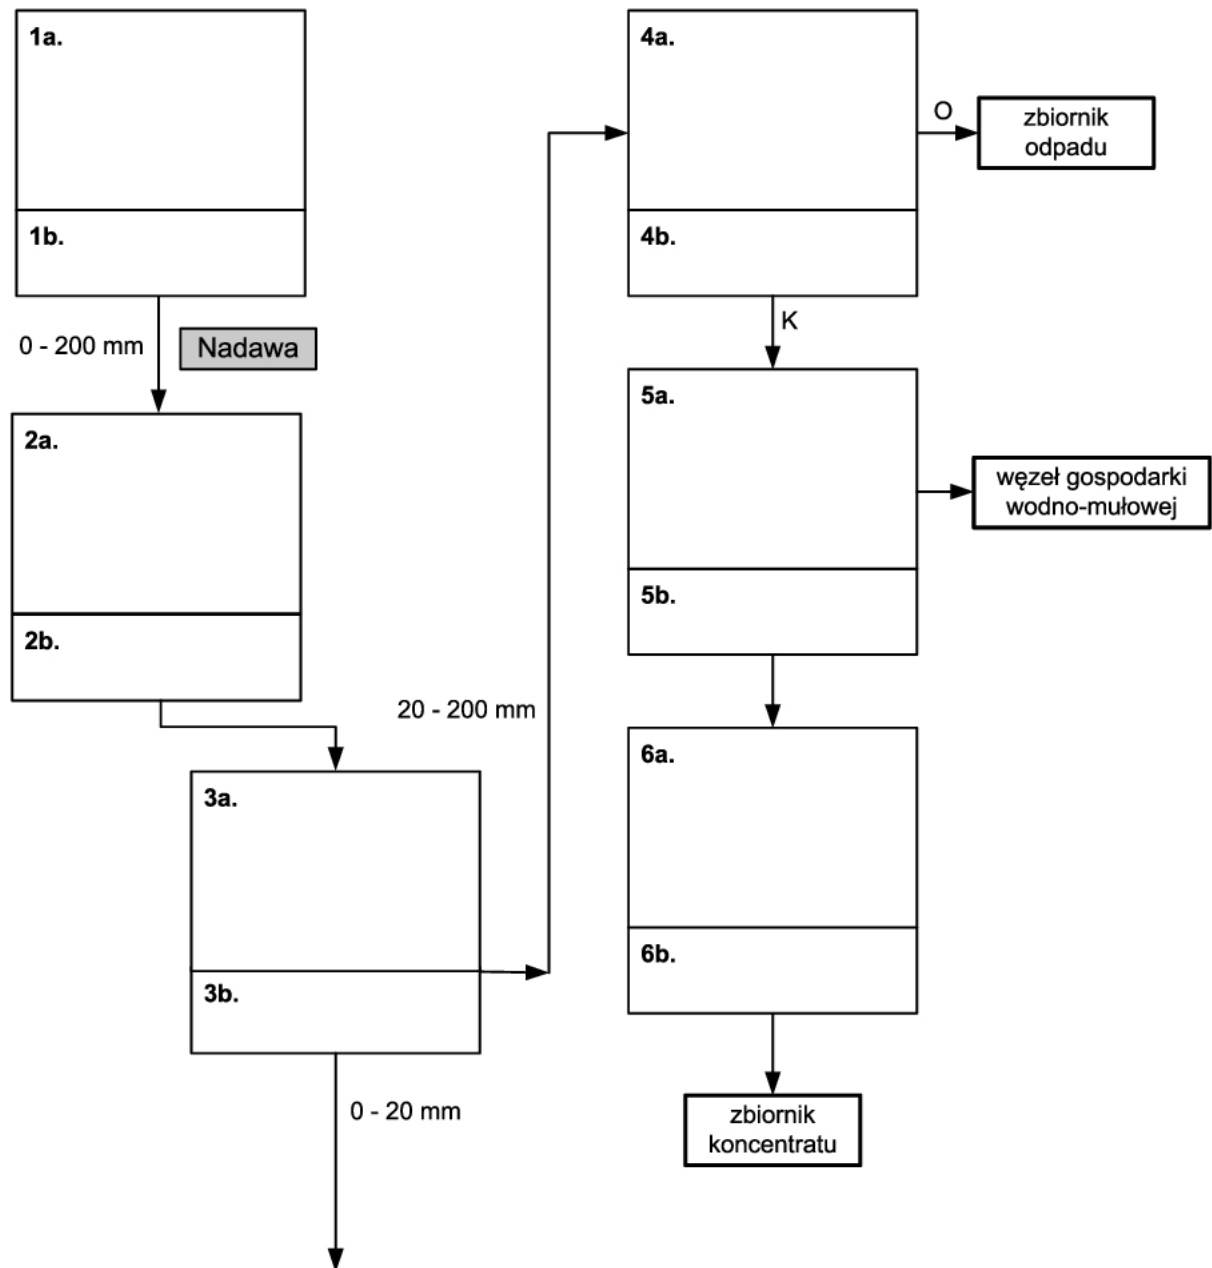 1a.
1b.
0 - 200 mm
Nadawa
2a.
2b.
3a.
3b.
0 - 20 mm
20 - 200 mm
4a.
4b.
O
zbiornik
odpadu
K
5a.
5b.
węzeł gospodarki
wodno-mułowej
6a.
6b.
zbiornik
koncentratu